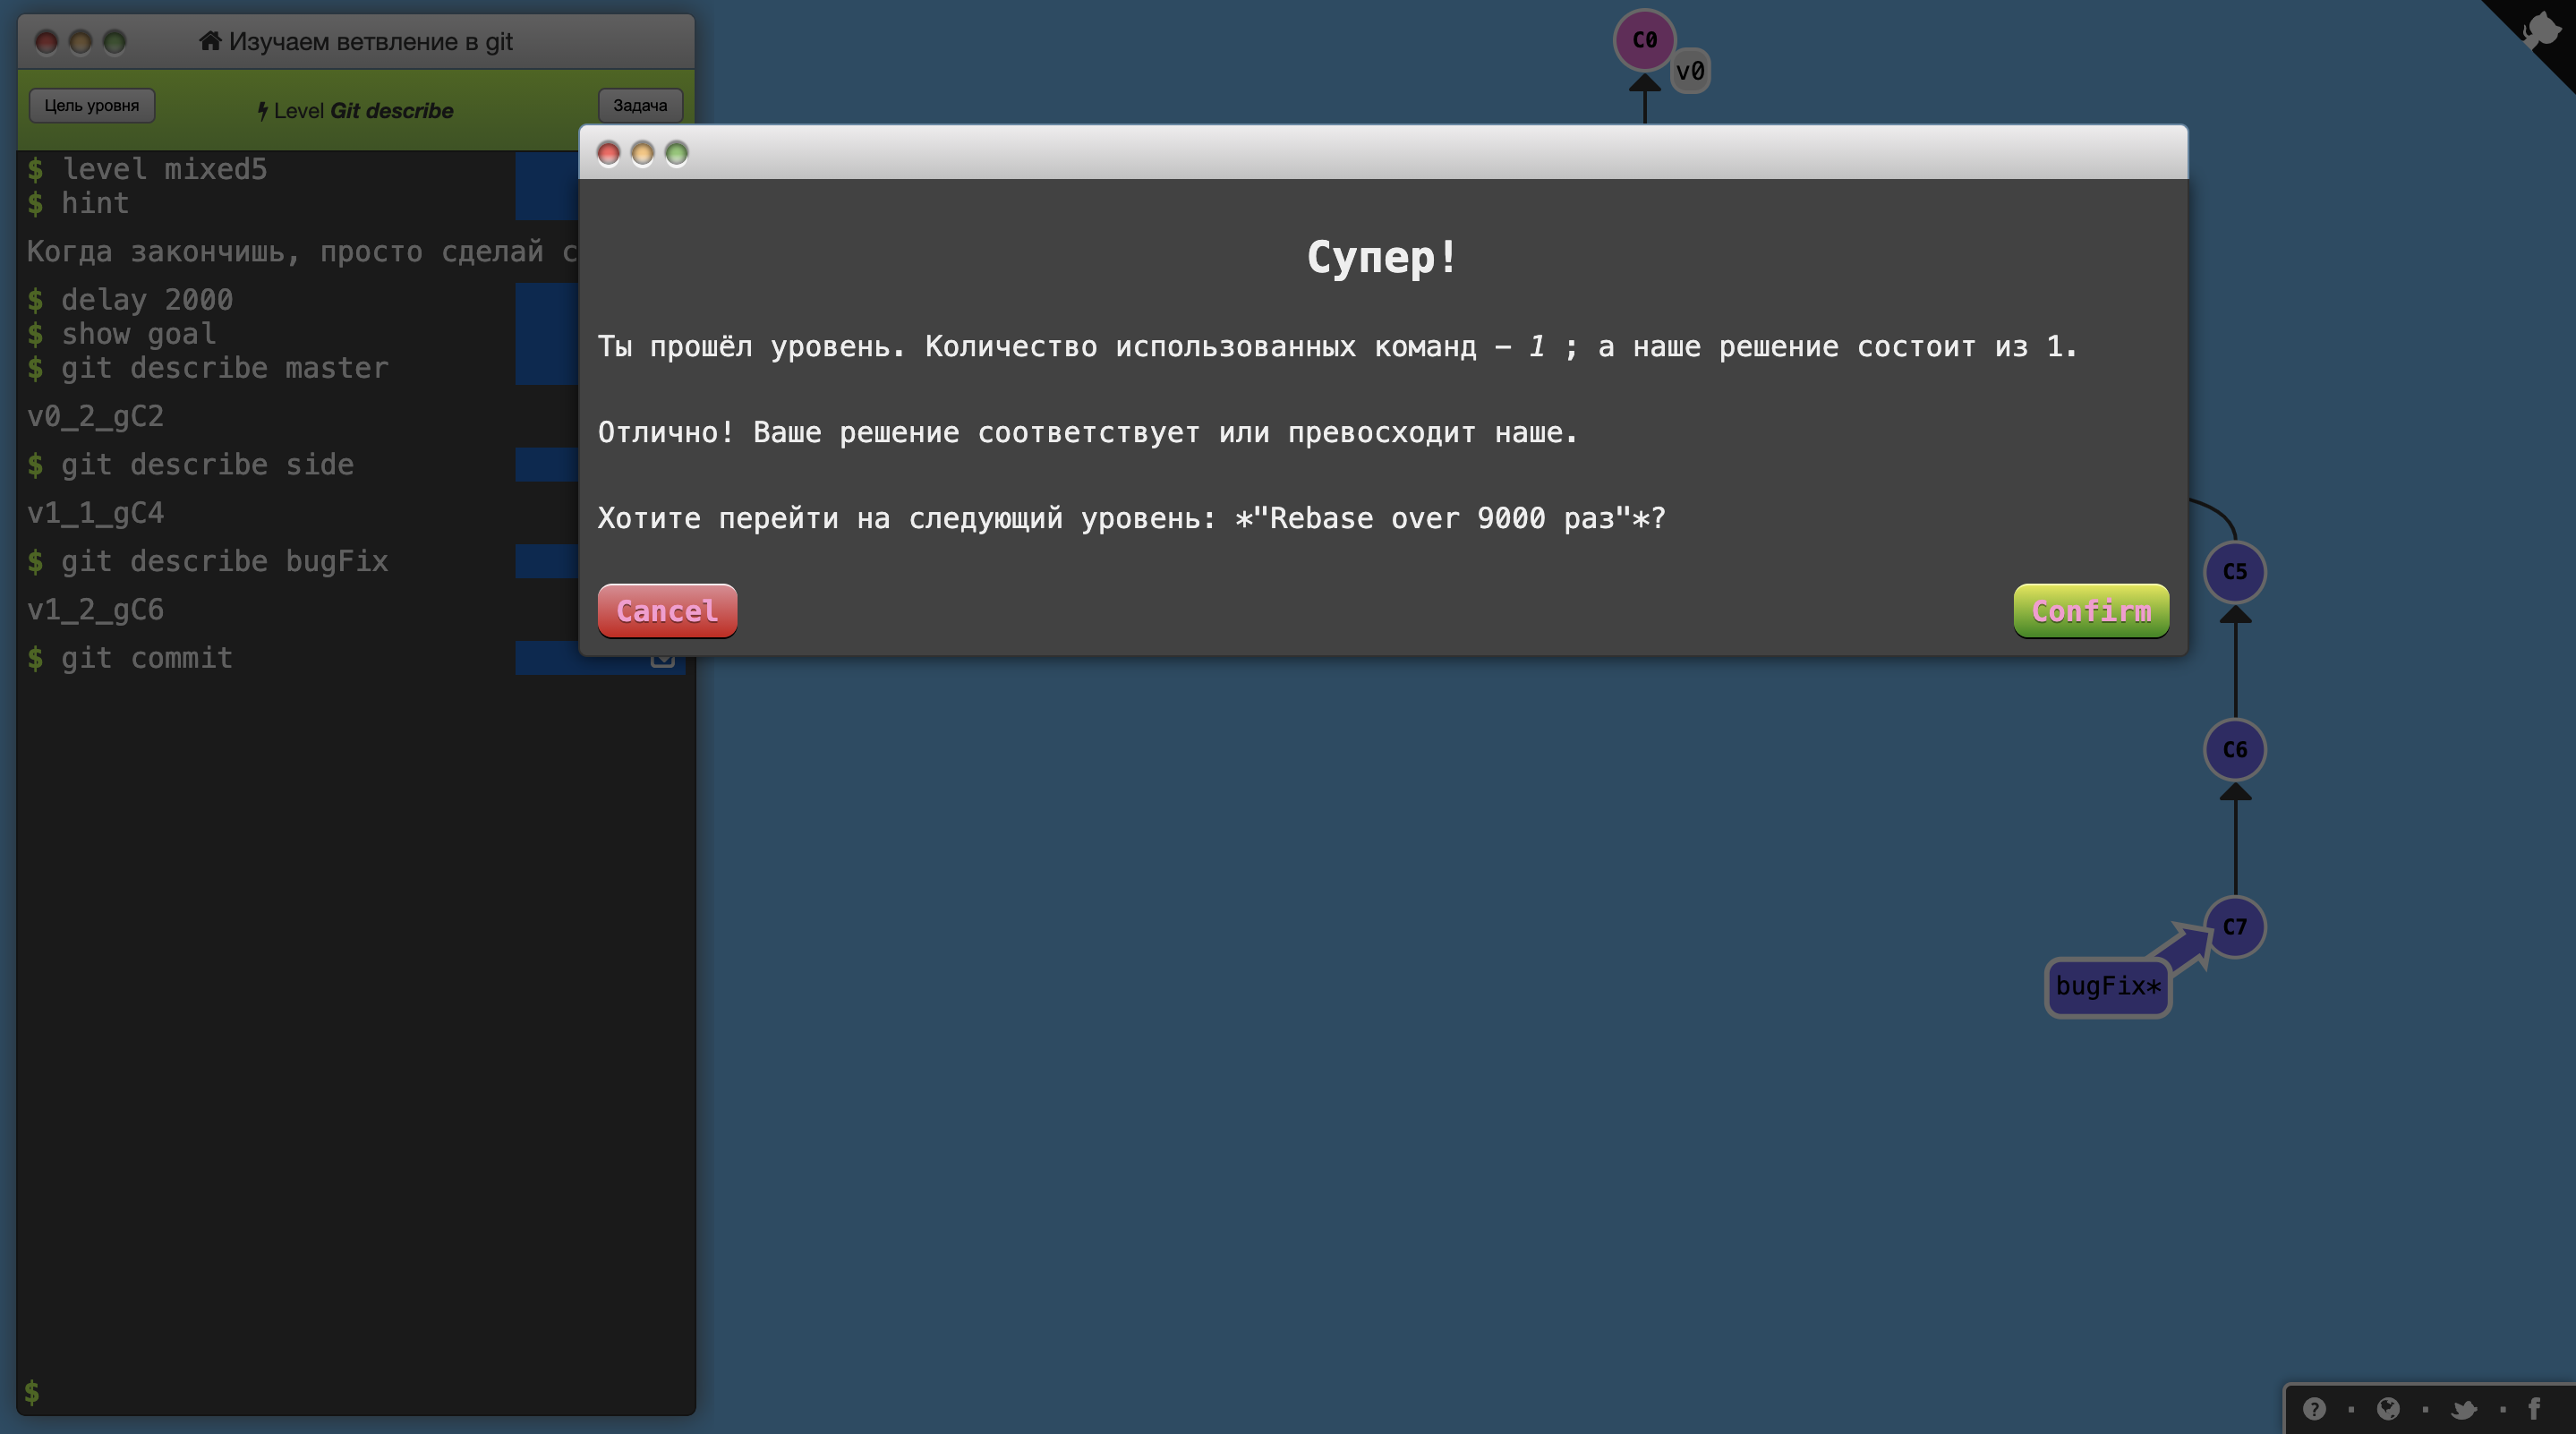 Изучаем ветвление в git
Цель уровня
Level Git describe
Задача
$ level mixed5
$ hint
Когда закончишь, просто сделай
$ delay 2000
$ show goal
$ git describe master
v0_2_gC2
$ git describe side
v1_1_gC4
$ git describe bugFix
v1_2_gC6
$ git commit
$
Супер!
Ты прошёл уровень. Количество использованных команд – 1 ; а наше решение состоит из 1.
Отлично! Ваше решение соответствует или превосходит наше.
Хотите перейти на следующий уровень: *"Rebase over 9000 раз"*?
Cancel
Confirm
C0
v0
C5
C6
C7
bugFix*